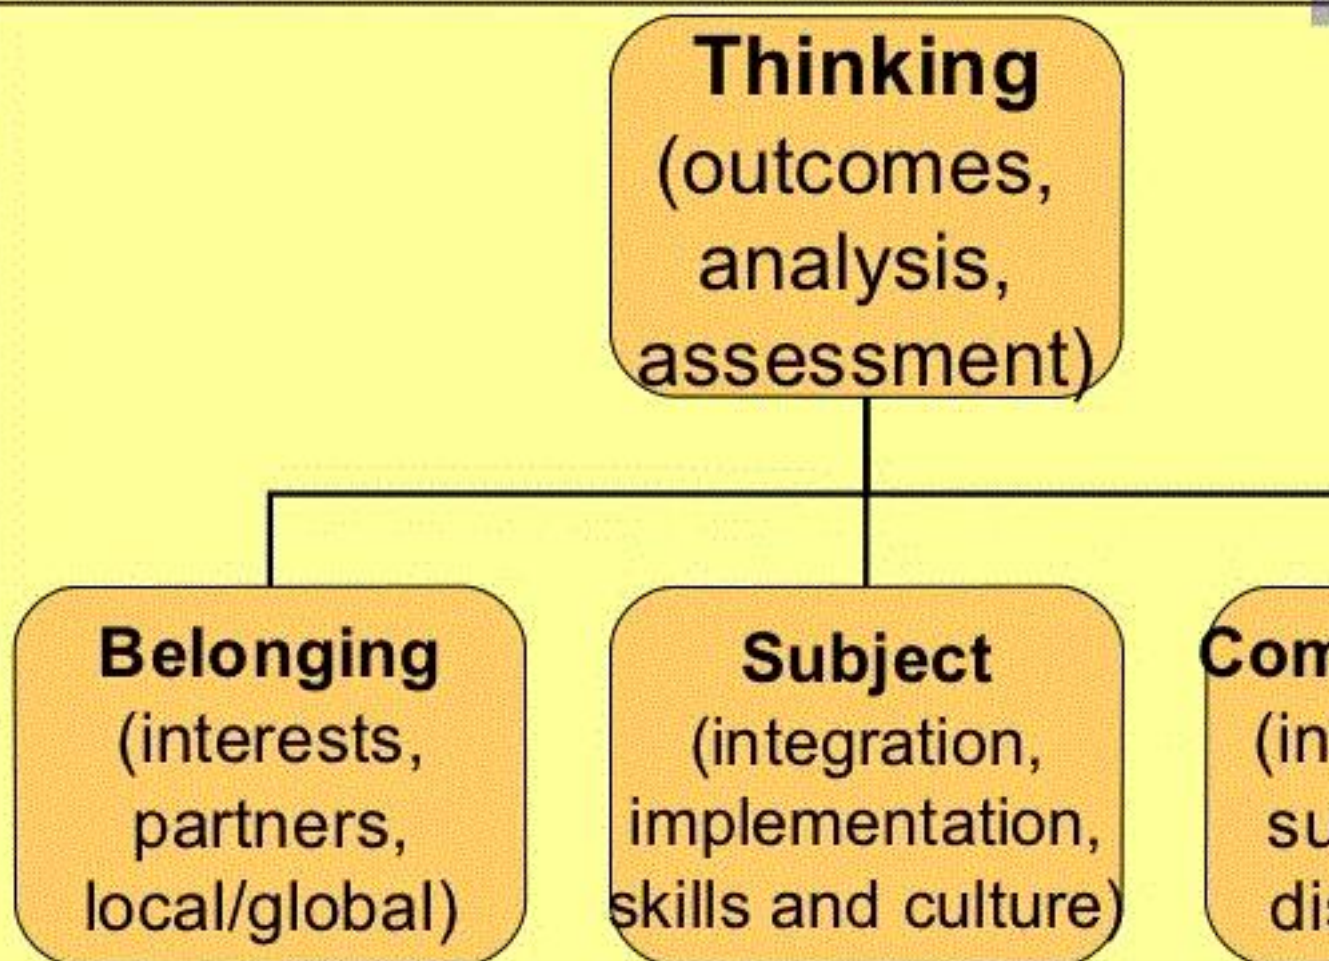 Thinking
(outcomes,
analysis,
assessment)
Belonging
(interests,
partners,
local/global)
Subject
(integration,
implementation,
skills and culture)